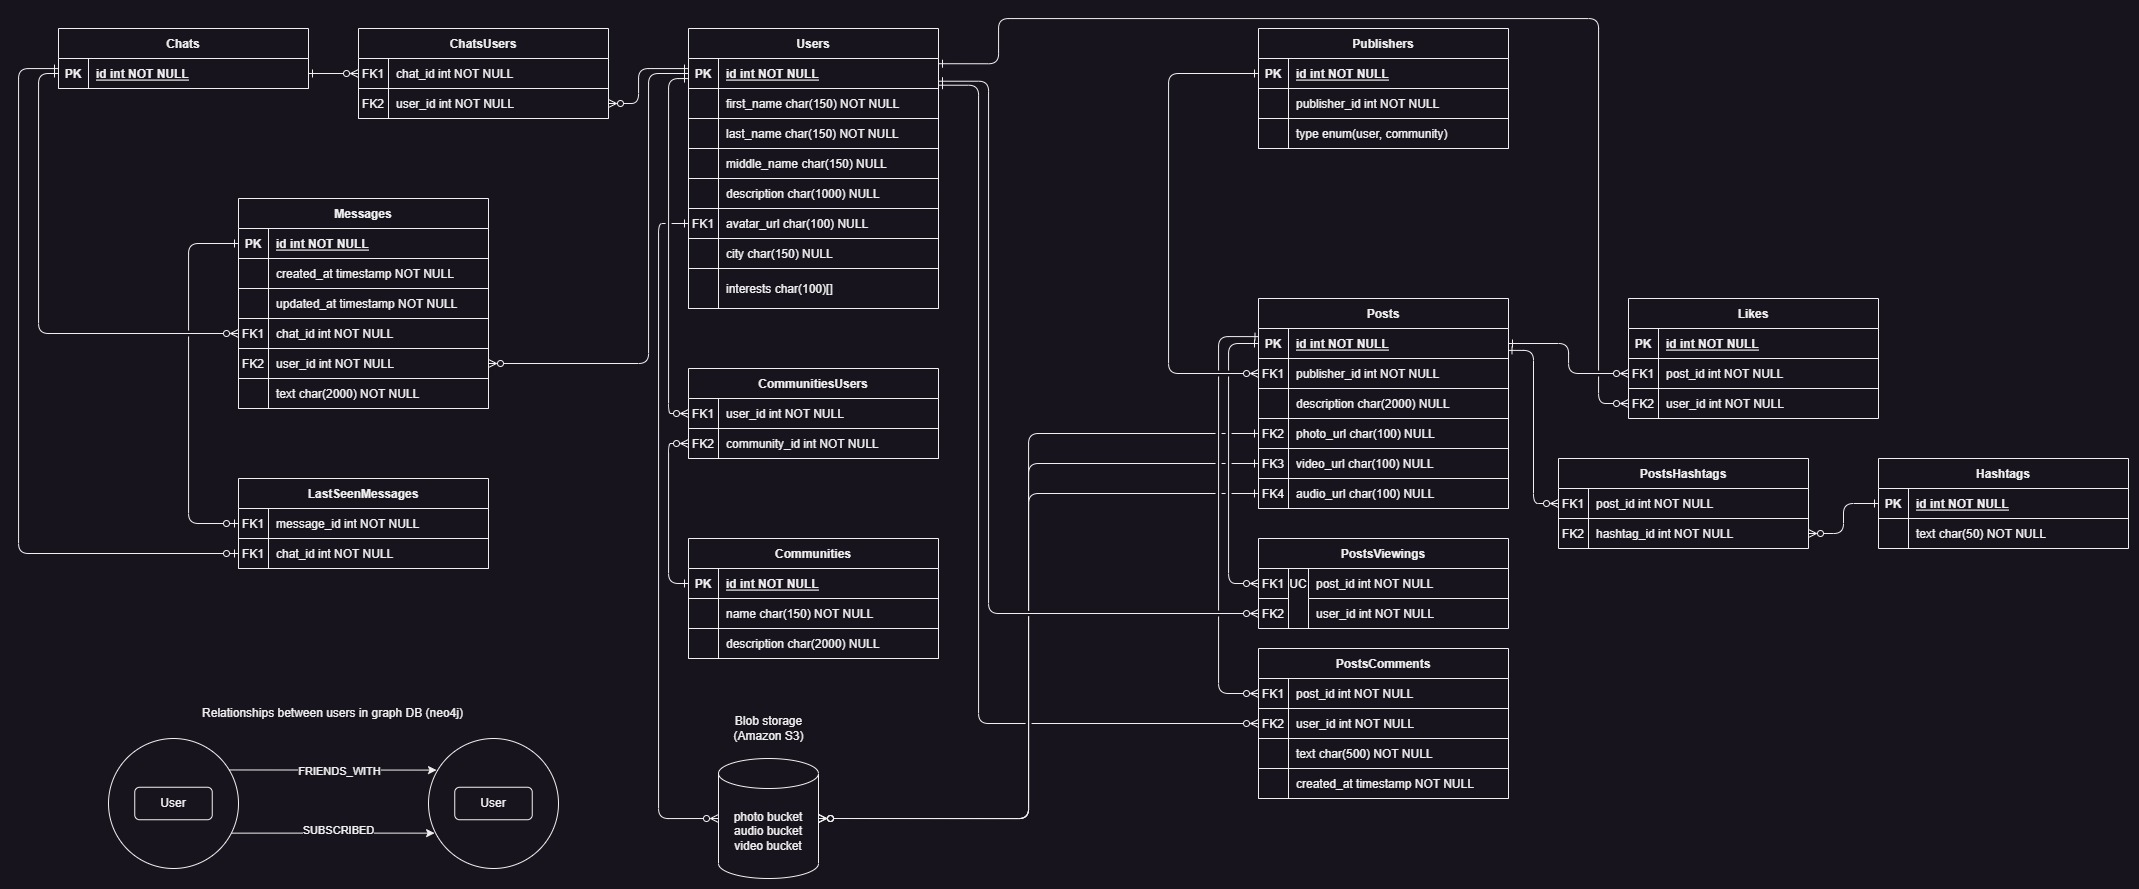 Chats
PK id int NOT NULL
ChatsUsers
FK1 chat_id int NOT NULL
FK2 user_id int NOT NULL
Users
PK id int NOT NULL
first_name char(150) NOT NULL
last_name char(150) NOT NULL
middle_name char(150) NULL
description char(1000) NULL
FK1 avatar_url char(100) NULL
city char(150) NULL
interests char(100)[]
Publishers
PK id int NOT NULL
publisher_id int NOT NULL
type enum(user, community)
Messages
PK id int NOT NULL
created_at timestamp NOT NULL
updated_at timestamp NOT NULL
FK1 chat_id int NOT NULL
FK2 user_id int NOT NULL
text char(2000) NOT NULL
Posts
PK id int NOT NULL
FK1 publisher_id int NOT NULL
description char(2000) NULL
FK2 photo_url char(100) NULL
FK3 video_url char(100) NULL
FK4 audio_url char(100) NULL
Likes
PK id int NOT NULL
FK1 post_id int NOT NULL
FK2 user_id int NOT NULL
CommunitiesUsers
FK1 user_id int NOT NULL
FK2 community_id int NOT NULL
PostsHashtags
FK1 post_id int NOT NULL
FK2 hashtag_id int NOT NULL
Hashtags
PK id int NOT NULL
text char(50) NOT NULL
LastSeenMessages
FK1 message_id int NOT NULL
FK1 chat_id int NOT NULL
Communities
PK id int NOT NULL
name char(150) NOT NULL
description char(2000) NULL
PostsViewings
FK1 UC post_id int NOT NULL
FK2 user_id int NOT NULL
PostsComments
FK1 post_id int NOT NULL
FK2 user_id int NOT NULL
text char(500) NOT NULL
created_at timestamp NOT NULL
Relationships between users in graph DB (neo4j)
User
FRIENDS_WITH
SUBSCRIBED
User
Blob storage
(Amazon S3)
photo bucket
audio bucket
video bucket